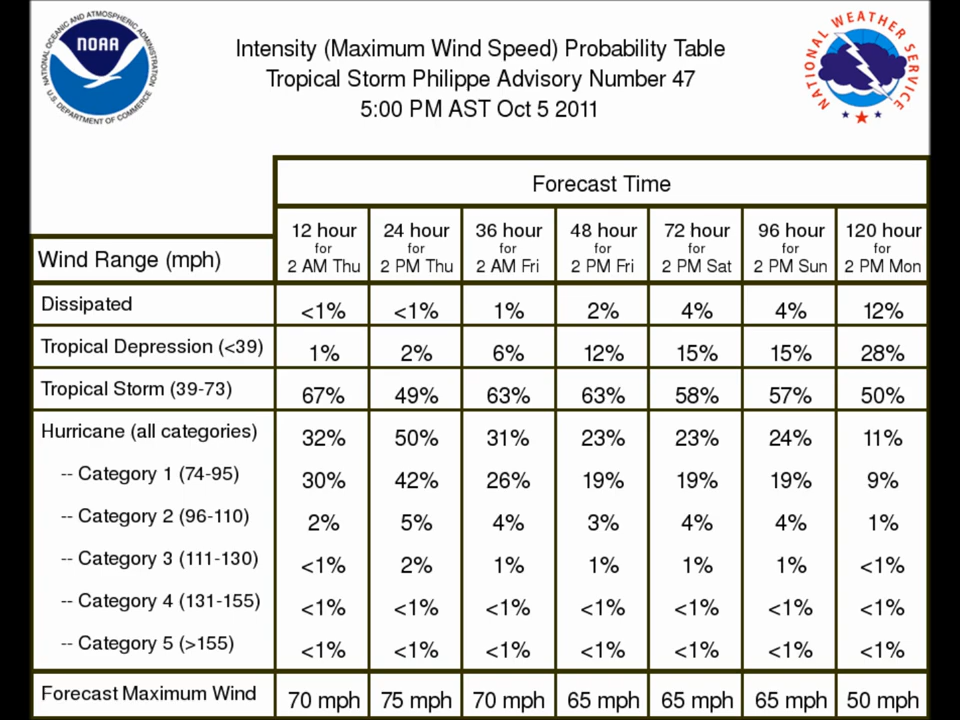 NATIONAL OCEANIC AND ATMOSPHERIC ADMINISTRATION
NOAA
U.S. DEPARTMENT OF COMMERCE
Intensity (Maximum Wind Speed) Probability Table
Tropical Storm Philippe Advisory Number 47
5:00 PM AST Oct 5 2011
NATIONAL WEATHER SERVICE
Forecast Time
12 hour 24 hour 36 hour 48 hour 72 hour 96 hour 120 hour
for for for for for for for
Wind Range (mph) 2 AM Thu 2 PM Thu 2 AM Fri 2 PM Fri 2 PM Sat 2 PM Sun 2 PM Mon
Dissipated <1% <1% 1% 2% 4% 4% 12%
Tropical Depression (<39) 1% 2% 6% 12% 15% 15% 28%
Tropical Storm (39-73) 67% 49% 63% 63% 58% 57% 50%
Hurricane (all categories) 32% 50% 31% 23% 23% 24% 11%
-- Category 1 (74-95) 30% 42% 26% 19% 19% 19% 9%
-- Category 2 (96-110) 2% 5% 4% 3% 4% 4% 1%
-- Category 3 (111-130) <1% 2% 1% 1% 1% 1% <1%
-- Category 4 (131-155) <1% <1% <1% <1% <1% <1% <1%
-- Category 5 (>155) <1% <1% <1% <1% <1% <1% <1%
Forecast Maximum Wind 70 mph 75 mph 70 mph 65 mph 65 mph 65 mph 50 mph